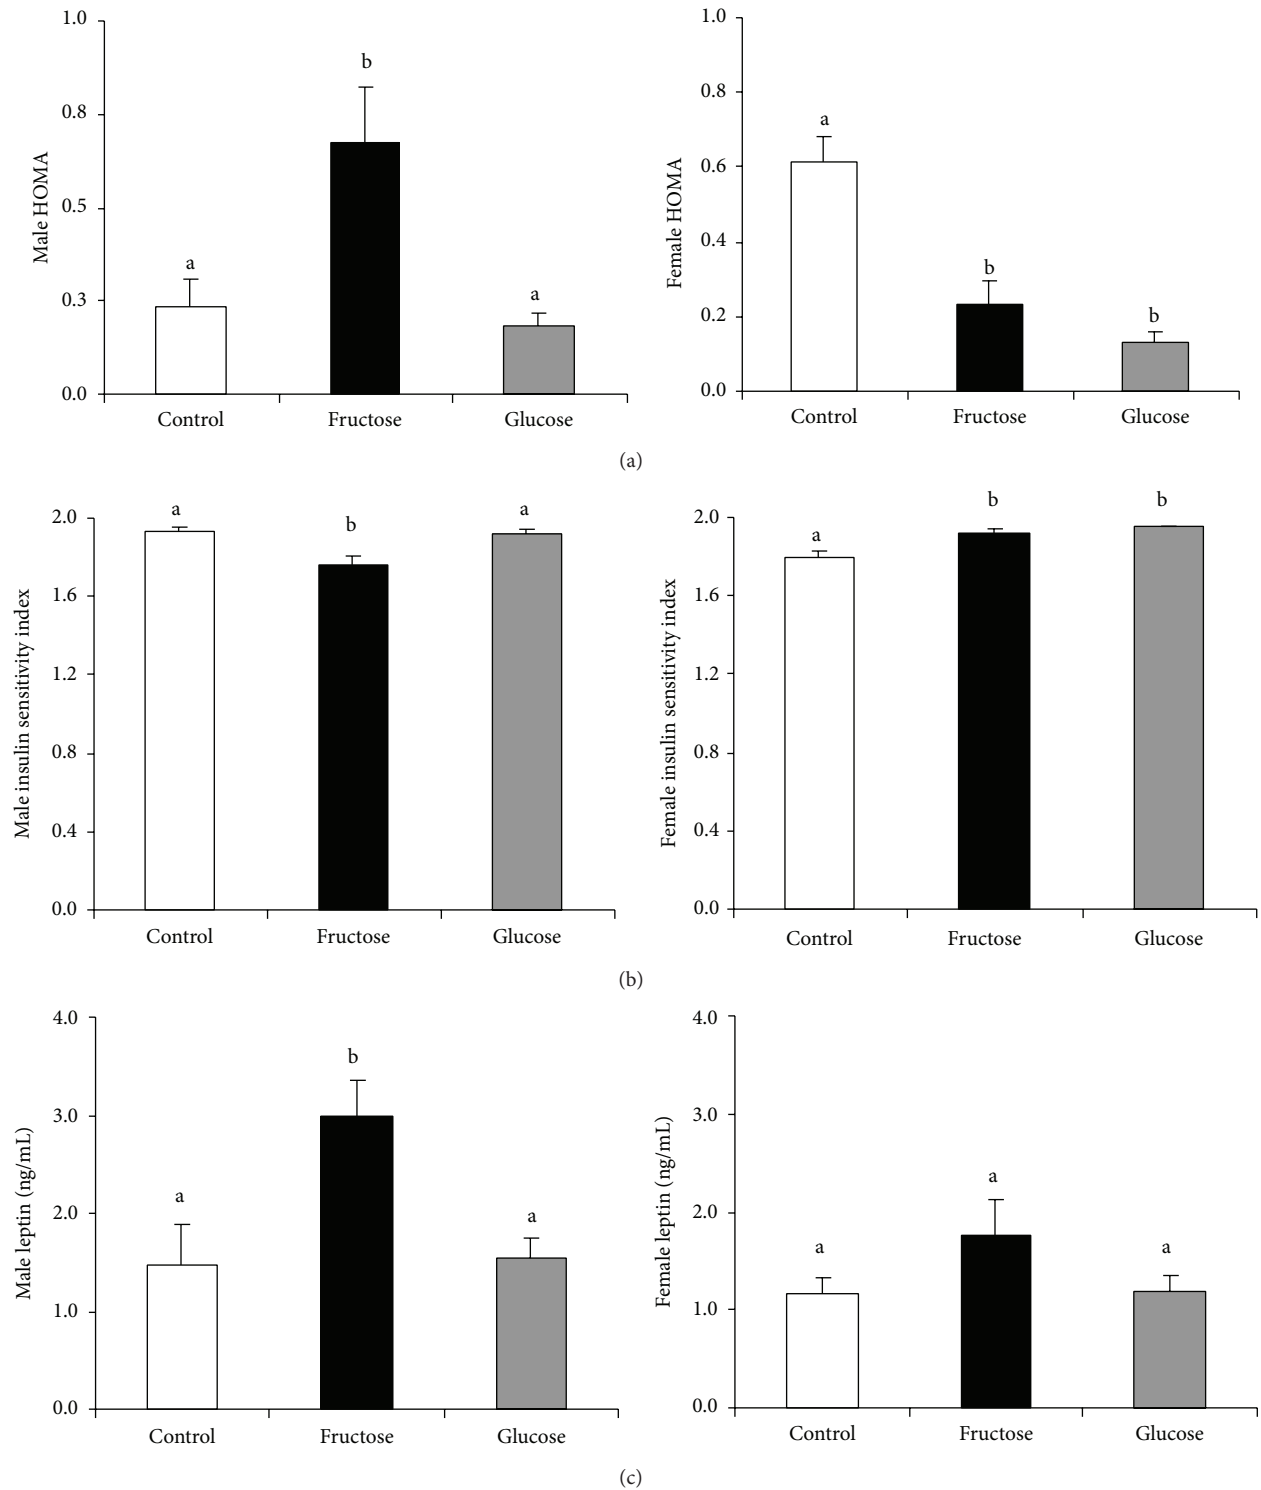 1.0
0.8
0.5
0.3
0.0
Male HOMA
a
b
a
Control Fructose Glucose
1.0
0.8
0.6
0.4
0.2
0.0
Female HOMA
a
b
b
Control Fructose Glucose
(a)
2.0
1.6
1.2
0.8
0.4
0.0
Male insulin sensitivity index
a
b
a
Control Fructose Glucose
2.0
1.6
1.2
0.8
0.4
0.0
Female insulin sensitivity index
a
b
b
Control Fructose Glucose
(b)
4.0
3.0
2.0
1.0
0.0
Male leptin (ng/mL)
a
b
a
Control Fructose Glucose
4.0
3.0
2.0
1.0
0.0
Female leptin (ng/mL)
a
a
a
Control Fructose Glucose
(c)